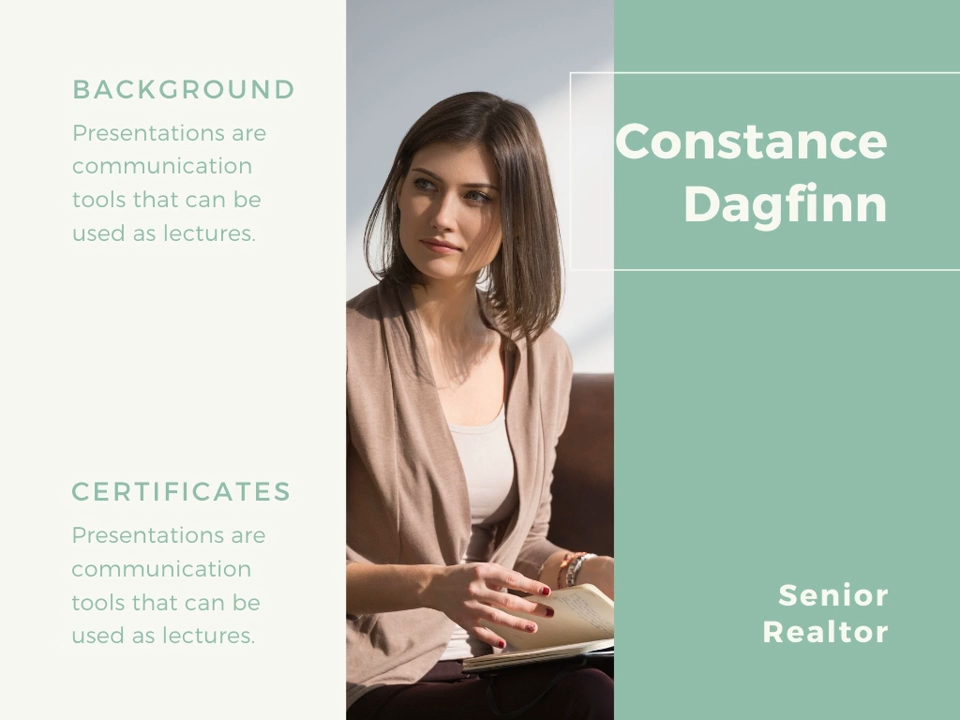 BACKGROUND
Presentations are
communication
tools that can be
used as lectures.
CERTIFICATES
Presentations are
communication
tools that can be
used as lectures.
Constance
Dagfinn
Senior
Realtor